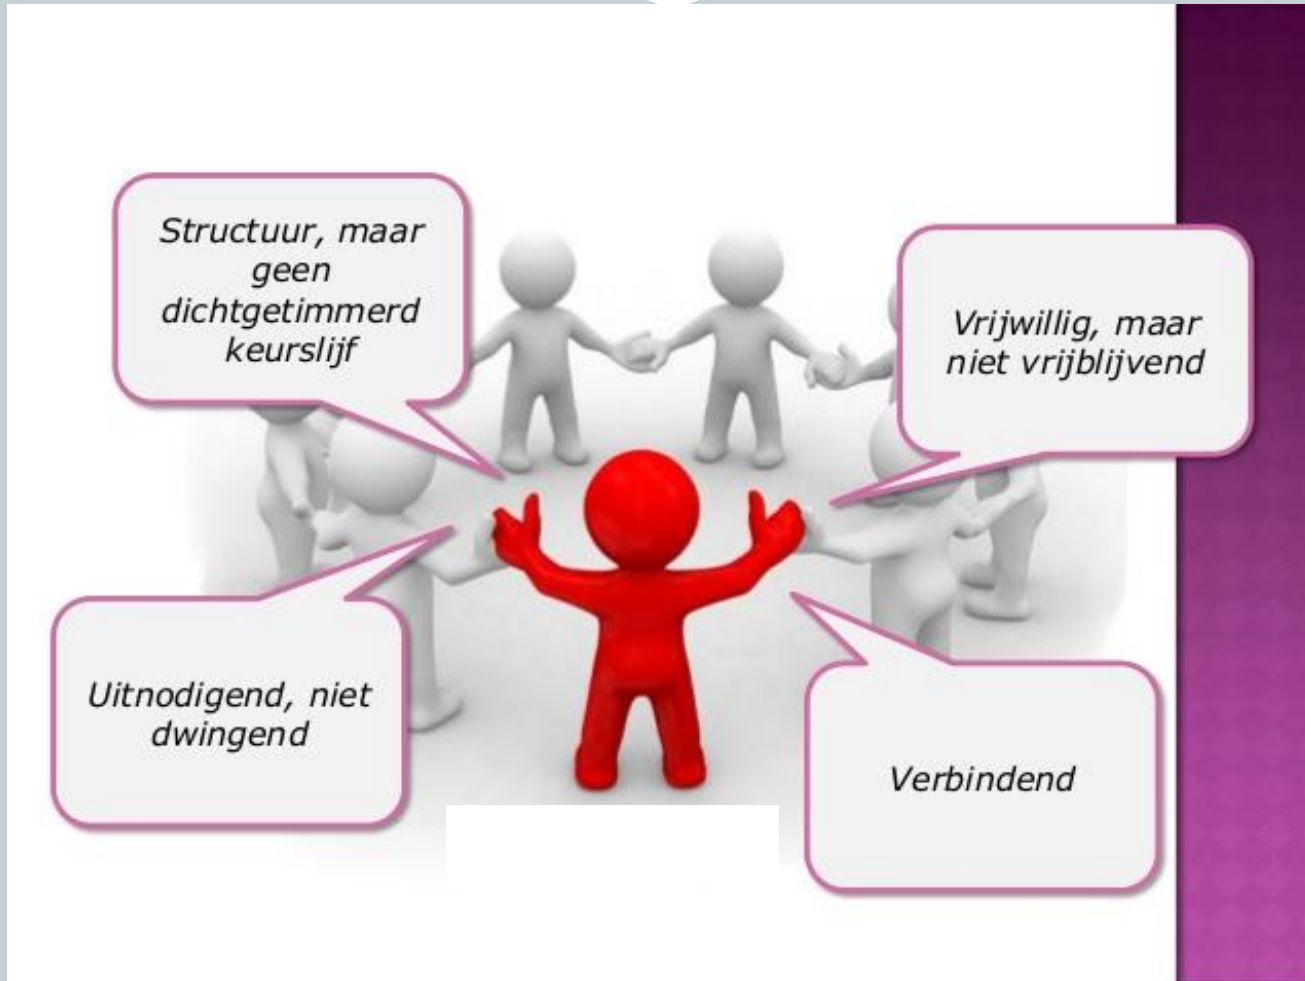 Structuur, maar
geen
dichtgetimmerd
keurslijf
Vrijwillig, maar
niet vrijblijvend
Uitnodigend, niet
dwingend
Verbindend